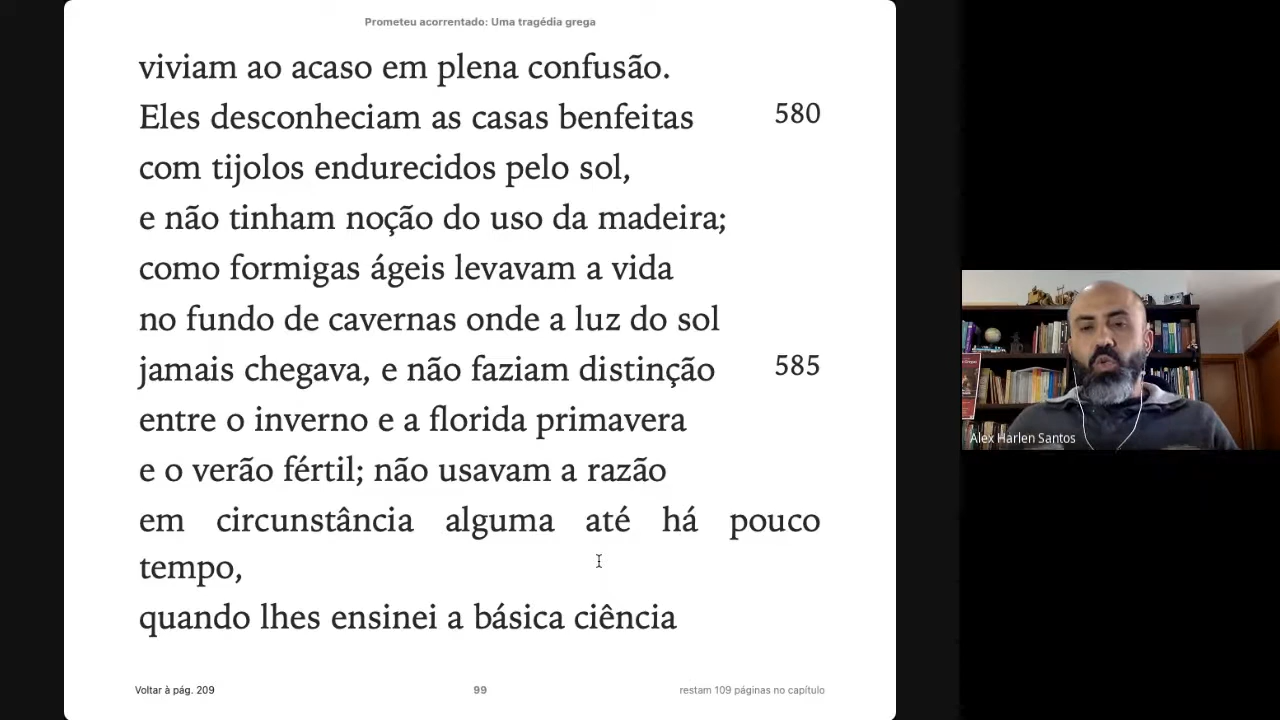 Prometeu acorrentado: Uma tragédia grega
viviam ao acaso em plena confusão.
Eles desconheciam as casas benfeitas 580
com tijolos endurecidos pelo sol,
e não tinham noção do uso da madeira;
como formigas ágeis levavam a vida
no fundo de cavernas onde a luz do sol
jamais chegava, e não faziam distinção 585
entre o inverno e a florida primavera
e o verão fértil; não usavam a razão
em circunstância alguma até há pouco
tempo,
quando lhes ensinei a básica ciência
Voltar à pág. 209 99 restam 109 páginas no capítulo
Alex Harlen Santos